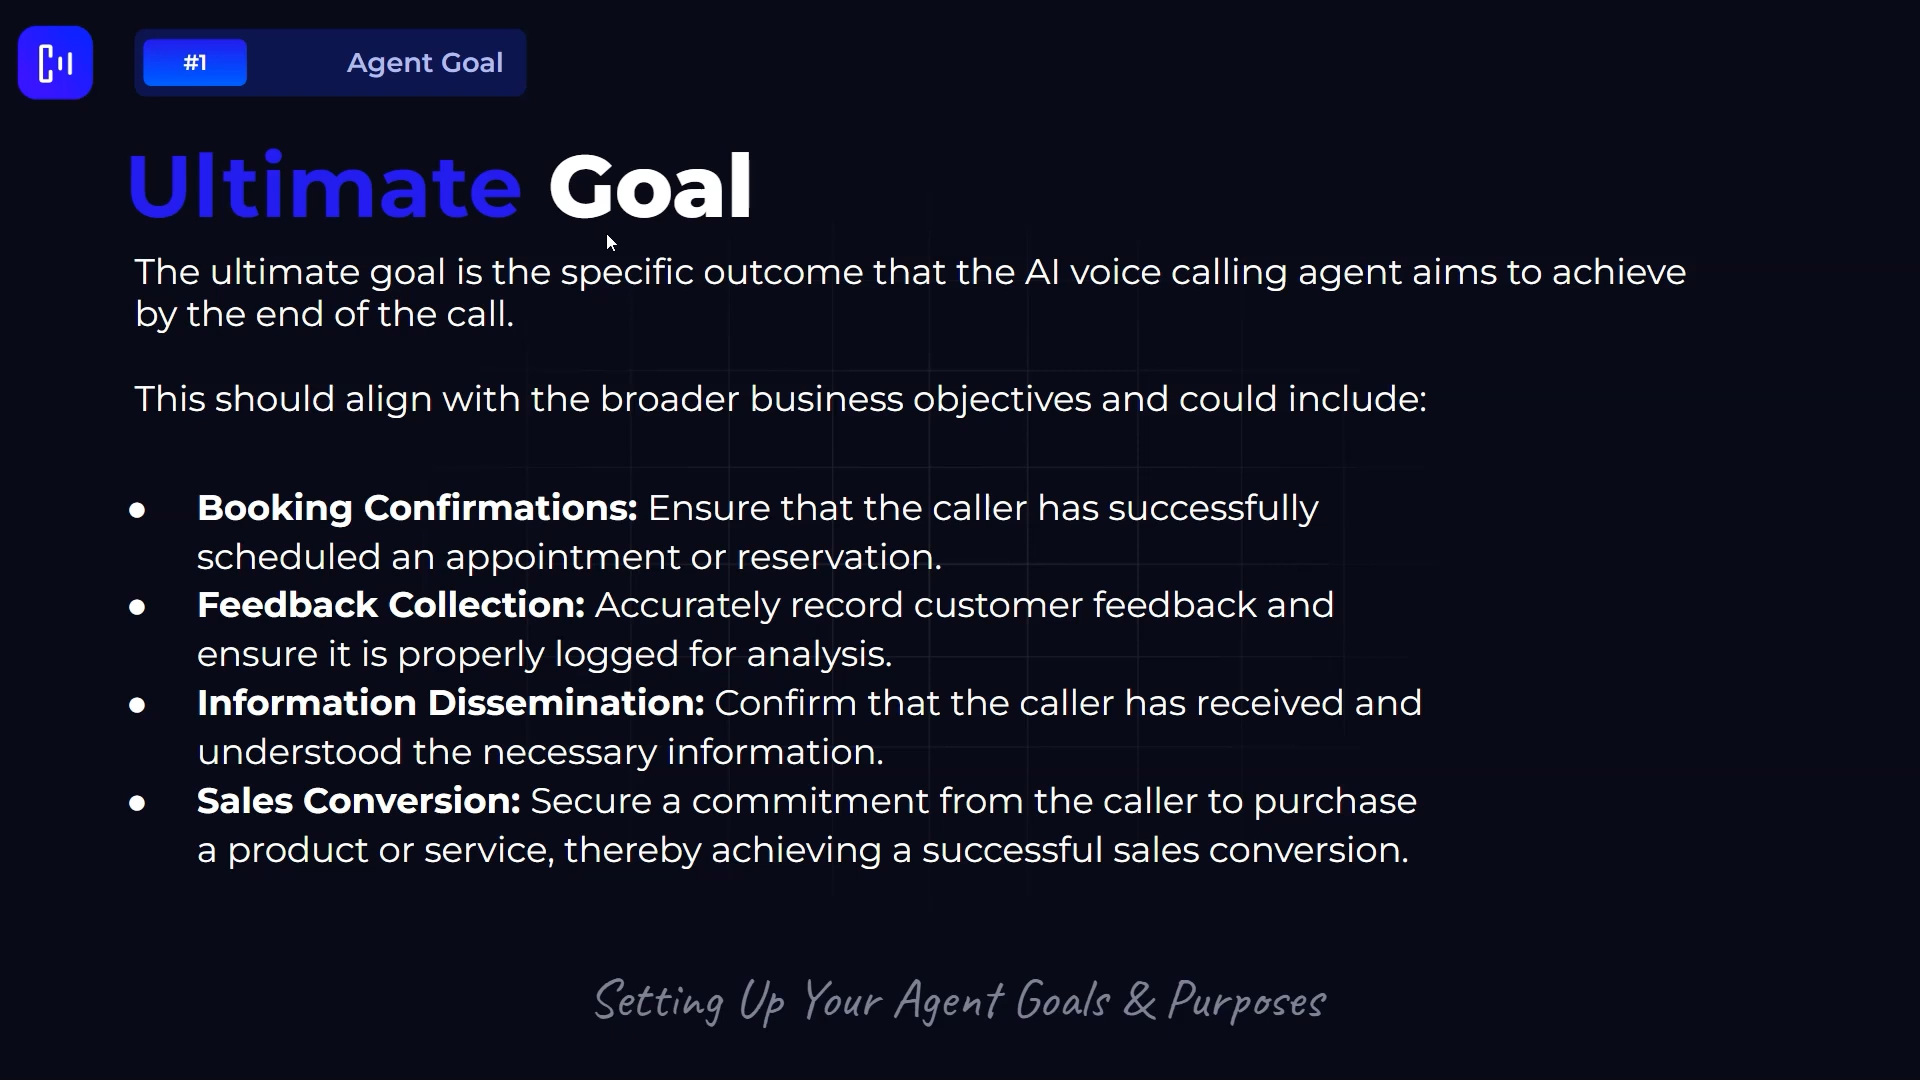 #1 Agent Goal
Ultimate Goal
The ultimate goal is the specific outcome that the AI voice calling agent aims to achieve
by the end of the call.
This should align with the broader business objectives and could include:
● Booking Confirmations: Ensure that the caller has successfully
scheduled an appointment or reservation.
● Feedback Collection: Accurately record customer feedback and
ensure it is properly logged for analysis.
● Information Dissemination: Confirm that the caller has received and
understood the necessary information.
● Sales Conversion: Secure a commitment from the caller to purchase
a product or service, thereby achieving a successful sales conversion.
Setting Up Your Agent Goals & Purposes